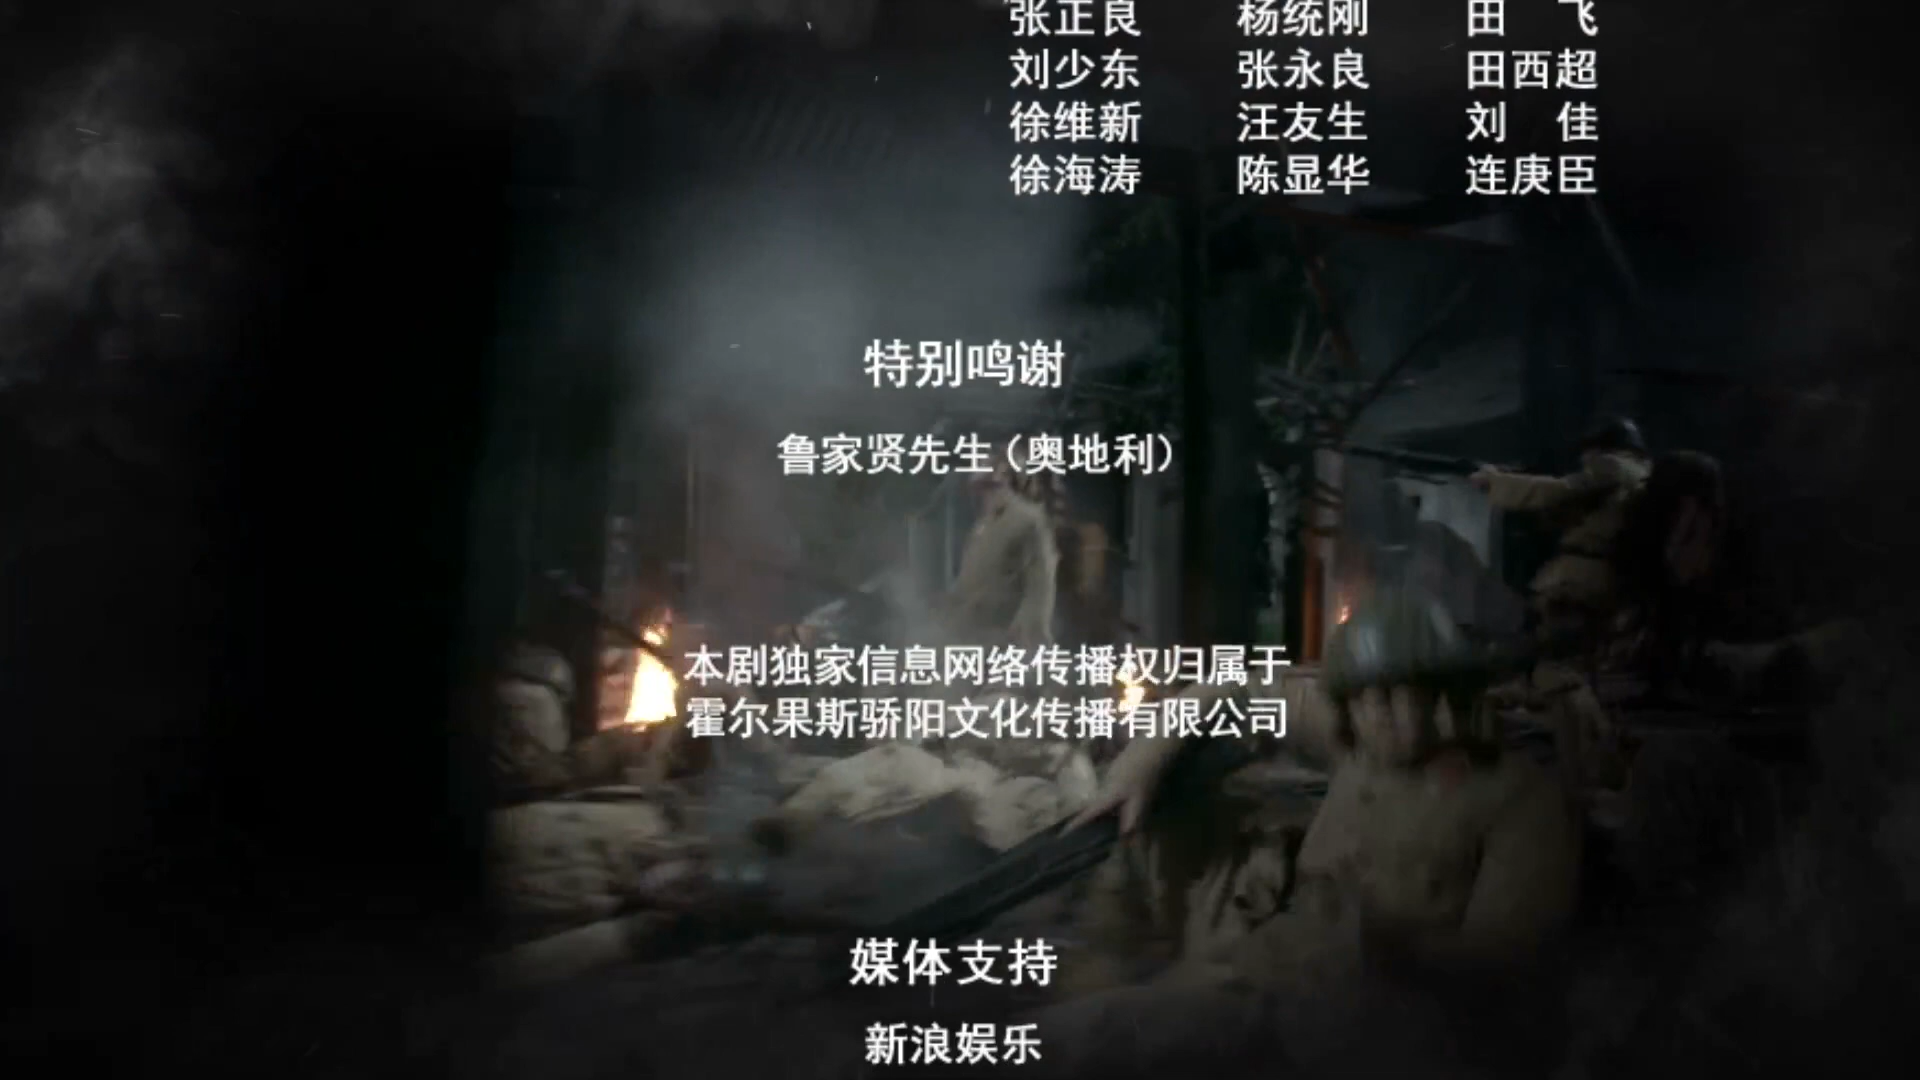 张正良 杨统刚 田 飞
刘少东 张永良 田西超
徐维新 汪友生 刘 佳
徐海涛 陈显华 连庚臣
特别鸣谢
鲁家贤先生（奥地利）
本剧独家信息网络传播权归属于
霍尔果斯骄阳文化传播有限公司
媒体支持
新浪娱乐